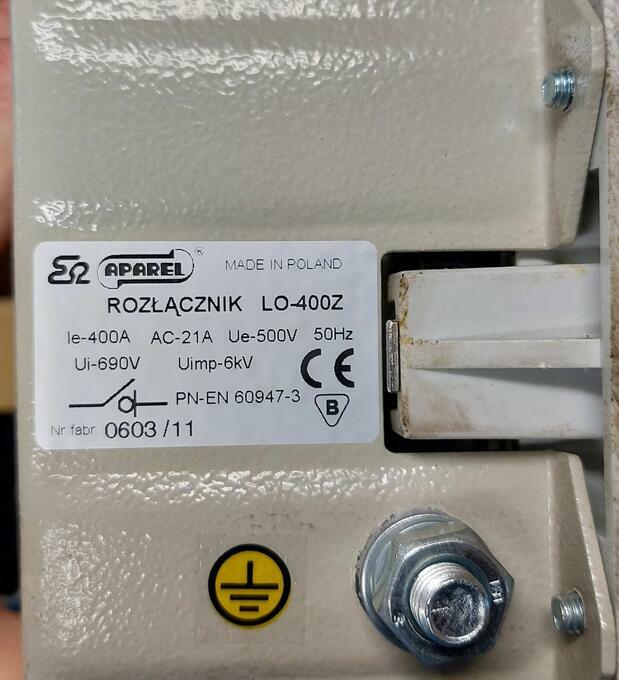 EΩ APAREL ® MADE IN POLAND
ROZŁĄCZNIK LO-400Z
Ie-400A AC-21A Ue-500V 50Hz
Ui-690V Uimp-6kV CE
PN-EN 60947-3 B
Nr fabr. 0603/11